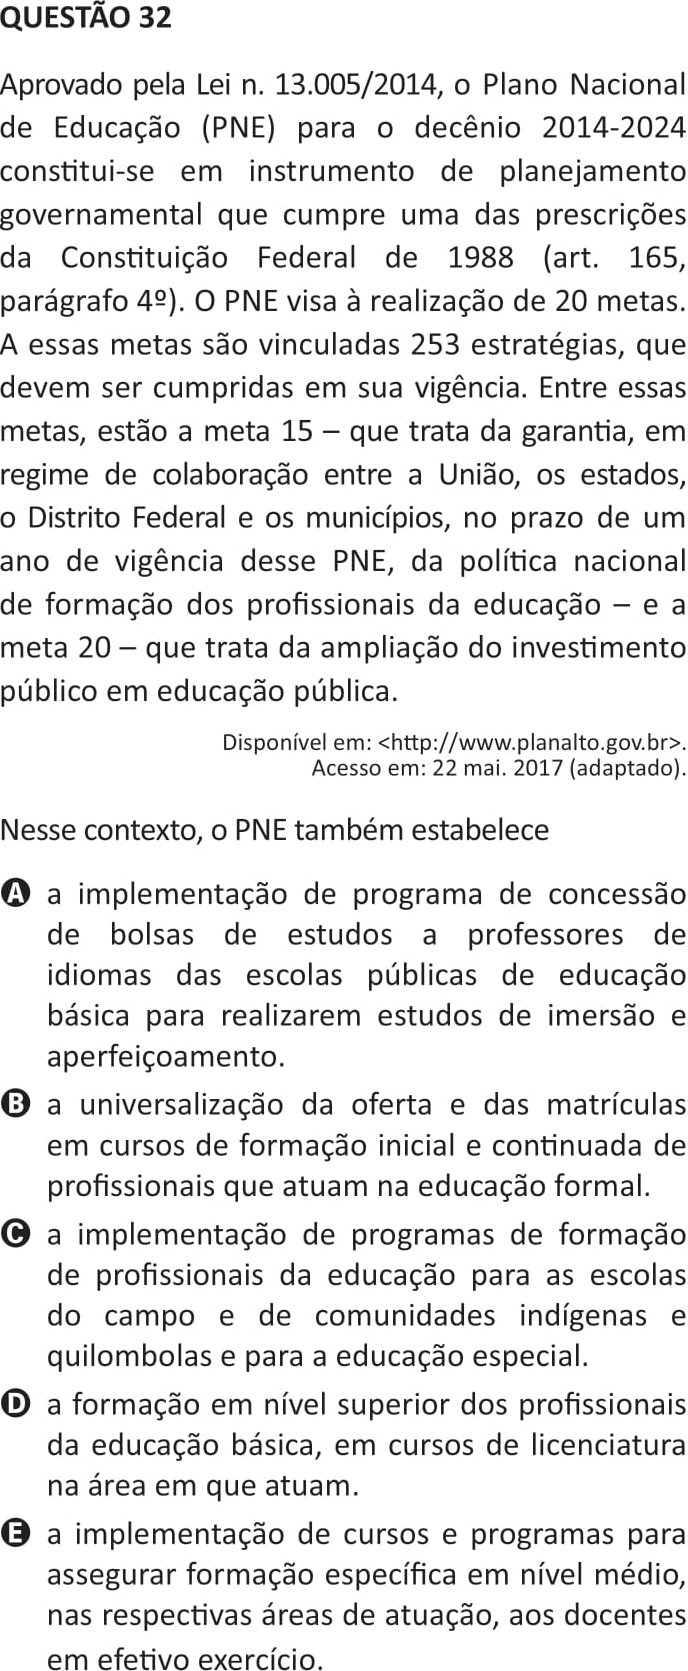 QUESTÃO 32
Aprovado pela Lei n. 13.005/2014, o Plano Nacional
de Educação (PNE) para o decênio 2014-2024
constitui-se em instrumento de planejamento
governamental que cumpre uma das prescrições
da Constituição Federal de 1988 (art. 165,
parágrafo 4º). O PNE visa à realização de 20 metas.
A essas metas são vinculadas 253 estratégias, que
devem ser cumpridas em sua vigência. Entre essas
metas, estão a meta 15 – que trata da garantia, em
regime de colaboração entre a União, os estados,
o Distrito Federal e os municípios, no prazo de um
ano de vigência desse PNE, da política nacional
de formação dos profissionais da educação – e a
meta 20 – que trata da ampliação do investimento
público em educação pública.
Disponível em: <http://www.planalto.gov.br>.
Acesso em: 22 mai. 2017 (adaptado).
Nesse contexto, o PNE também estabelece
A a implementação de programa de concessão
de bolsas de estudos a professores de
idiomas das escolas públicas de educação
básica para realizarem estudos de imersão e
aperfeiçoamento.
B a universalização da oferta e das matrículas
em cursos de formação inicial e continuada de
profissionais que atuam na educação formal.
C a implementação de programas de formação
de profissionais da educação para as escolas
do campo e de comunidades indígenas e
quilombolas e para a educação especial.
D a formação em nível superior dos profissionais
da educação básica, em cursos de licenciatura
na área em que atuam.
E a implementação de cursos e programas para
assegurar formação específica em nível médio,
nas respectivas áreas de atuação, aos docentes
em efetivo exercício.